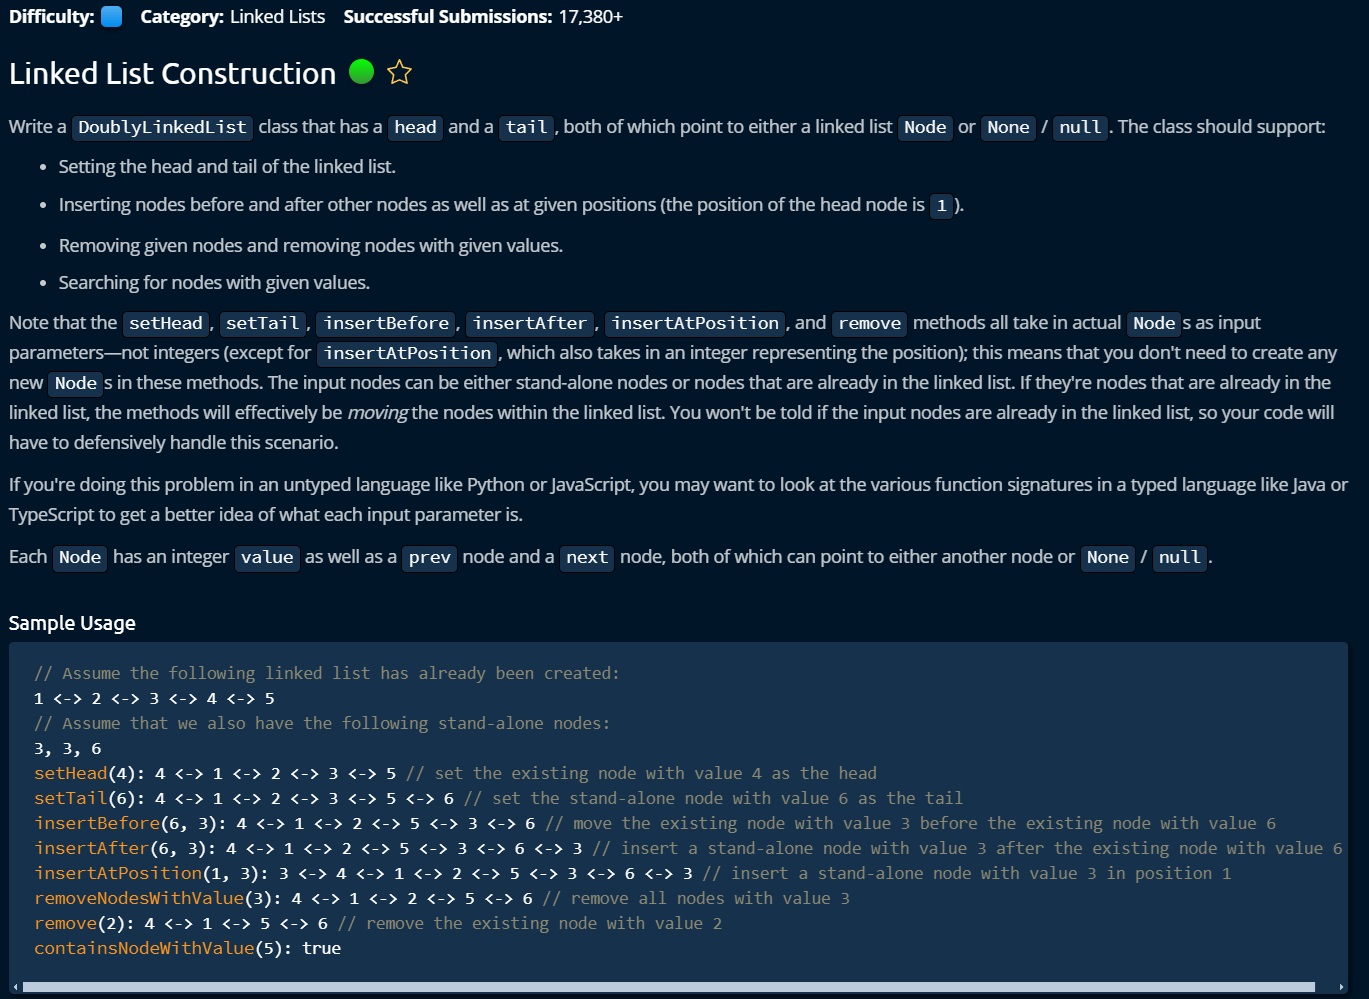 Difficulty: Category: Linked Lists Successful Submissions: 17,380+
Linked List Construction
Write a DoublyLinkedList class that has a head and a tail, both of which point to either a linked list Node or None / null. The class should support:
• Setting the head and tail of the linked list.
• Inserting nodes before and after other nodes as well as at given positions (the position of the head node is 1).
• Removing given nodes and removing nodes with given values.
• Searching for nodes with given values.
Note that the setHead, setTail, insertBefore, insertAfter, insertAtPosition, and remove methods all take in actual Nodes as input
parameters—not integers (except for insertAtPosition, which also takes in an integer representing the position); this means that you don't need to create any
new Nodes in these methods. The input nodes can be either stand-alone nodes or nodes that are already in the linked list. If they're nodes that are already in the
linked list, the methods will effectively be moving the nodes within the linked list. You won't be told if the input nodes are already in the linked list, so your code will
have to defensively handle this scenario.
If you're doing this problem in an untyped language like Python or JavaScript, you may want to look at the various function signatures in a typed language like Java or
TypeScript to get a better idea of what each input parameter is.
Each Node has an integer value as well as a prev node and a next node, both of which can point to either another node or None / null.
Sample Usage
// Assume the following linked list has already been created:
1 <-> 2 <-> 3 <-> 4 <-> 5
// Assume that we also have the following stand-alone nodes:
3, 3, 6
setHead(4): 4 <-> 1 <-> 2 <-> 3 <-> 5 // set the existing node with value 4 as the head
setTail(6): 4 <-> 1 <-> 2 <-> 3 <-> 5 <-> 6 // set the stand-alone node with value 6 as the tail
insertBefore(6, 3): 4 <-> 1 <-> 2 <-> 5 <-> 3 <-> 6 // move the existing node with value 3 before the existing node with value 6
insertAfter(6, 3): 4 <-> 1 <-> 2 <-> 5 <-> 3 <-> 6 <-> 3 // insert a stand-alone node with value 3 after the existing node with value 6
insertAtPosition(1, 3): 3 <-> 4 <-> 1 <-> 2 <-> 5 <-> 3 <-> 6 <-> 3 // insert a stand-alone node with value 3 in position 1
removeNodesWithValue(3): 4 <-> 1 <-> 2 <-> 5 <-> 6 // remove all nodes with value 3
remove(2): 4 <-> 1 <-> 5 <-> 6 // remove the existing node with value 2
containsNodeWithValue(5): true